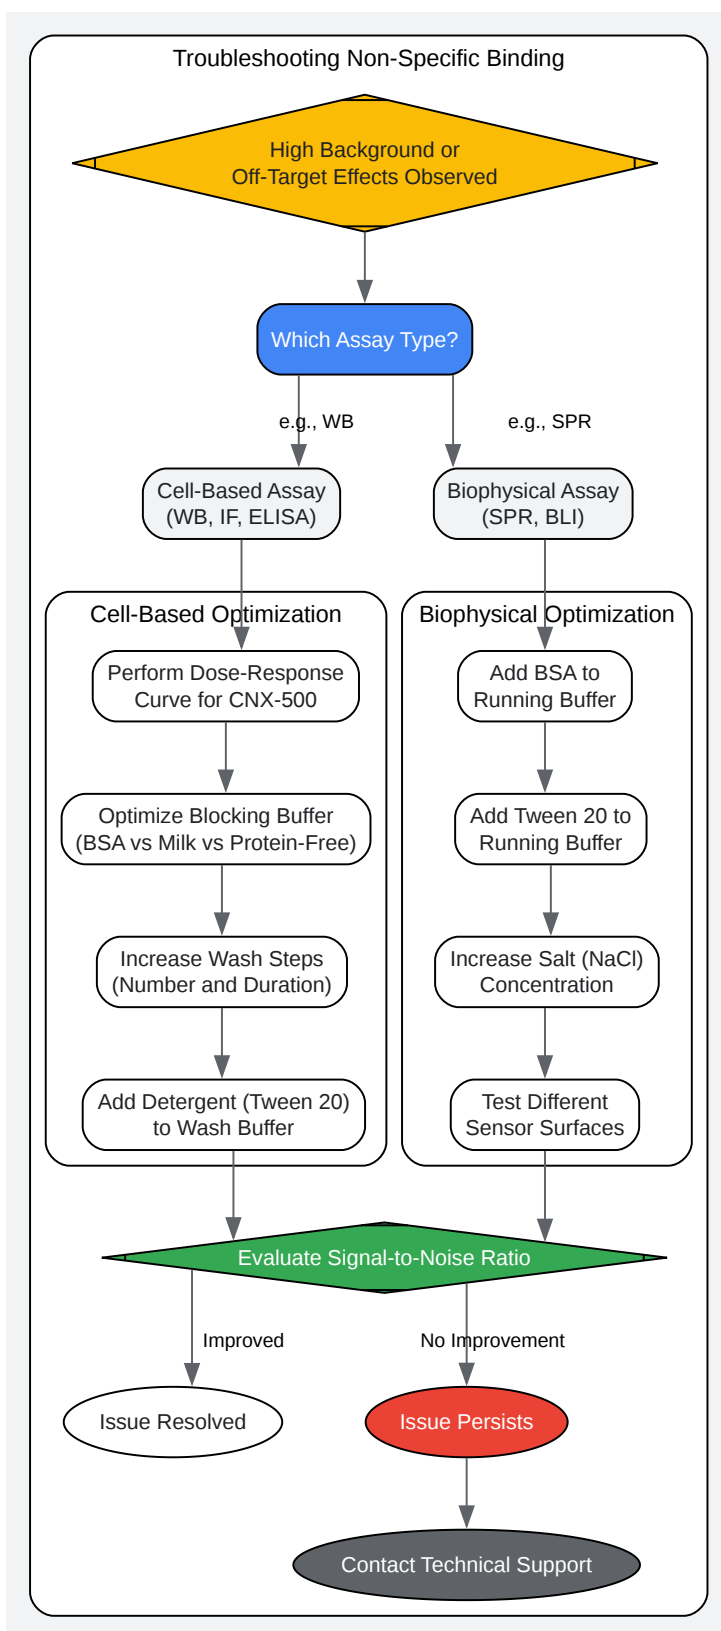 Troubleshooting Non-Specific Binding
High Background or
Off-Target Effects Observed
Which Assay Type?
e.g., WB
e.g., SPR
Cell-Based Assay
(WB, IF, ELISA)
Biophysical Assay
(SPR, BLI)
Cell-Based Optimization
Perform Dose-Response
Curve for CNX-500
Optimize Blocking Buffer
(BSA vs Milk vs Protein-Free)
Increase Wash Steps
(Number and Duration)
Add Detergent (Tween 20)
to Wash Buffer
Biophysical Optimization
Add BSA to
Running Buffer
Add Tween 20 to
Running Buffer
Increase Salt (NaCl)
Concentration
Test Different
Sensor Surfaces
Evaluate Signal-to-Noise Ratio
Improved
No Improvement
Issue Resolved
Issue Persists
Contact Technical Support